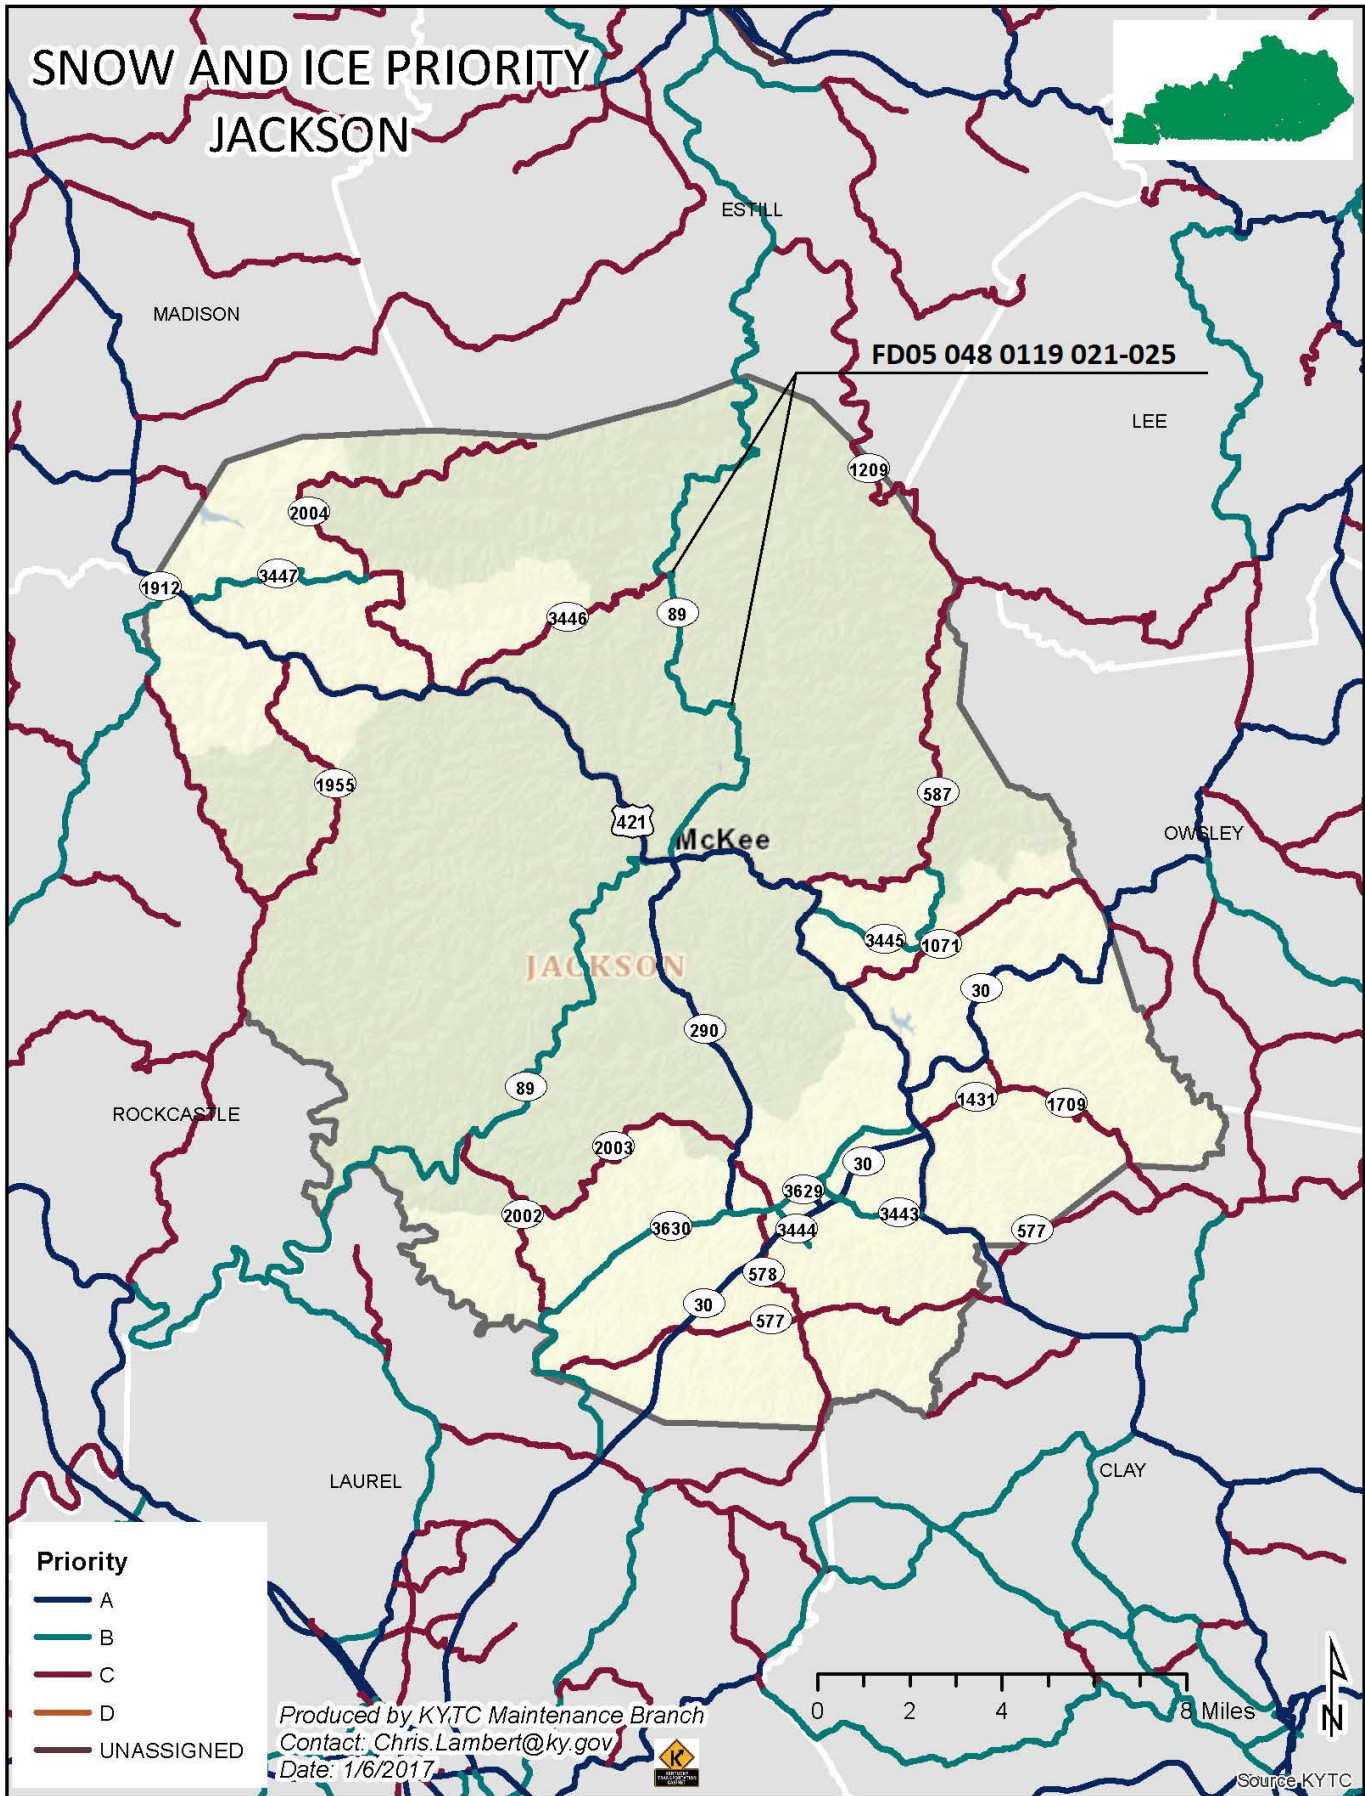 SNOW AND ICE PRIORITY
JACKSON
ESTILL
MADISON
FD05 048 0119 021-025
LEE
1209
2004
3447
1912
3446
89
1955
587
421
McKee
OWSLEY
3445
1071
JACKSON
30
290
89
1431
1709
ROCKCASTLE
2003
30
3629
2002
3630
3444
3443
577
578
30
577
LAUREL
CLAY
Priority
A
B
C
D
UNASSIGNED
0 2 4 8 Miles
N
Produced by KYTC Maintenance Branch
Contact: Chris.Lambert@ky.gov
Date: 1/6/2017
KENTUCKY
TRANSPORTATION
CABINET
Source KYTC